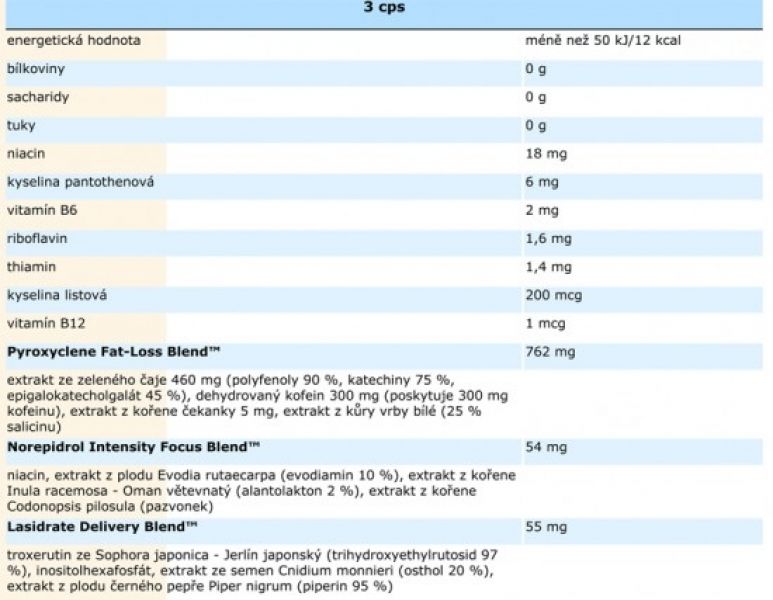 3 cps
energetická hodnota méně než 50 kJ/12 kcal
bílkoviny 0 g
sacharidy 0 g
tuky 0 g
niacin 18 mg
kyselina pantothenová 6 mg
vitamín B6 2 mg
riboflavin 1,6 mg
thiamin 1,4 mg
kyselina listová 200 mcg
vitamín B12 1 mcg
Pyroxyclene Fat-Loss Blend™ 762 mg
extrakt ze zeleného čaje 460 mg (polyfenoly 90 %, katechiny 75 %,
epigalokatecholgalát 45 %), dehydrovaný kofein 300 mg (poskytuje 300 mg
kofeinu), extrakt z kořene čekanky 5 mg, extrakt z kůry vrby bílé (25 %
salicinu)
Norepidrol Intensity Focus Blend™ 54 mg
niacin, extrakt z plodu Evodia rutaecarpa (evodiamin 10 %), extrakt z kořene
Inula racemosa - Oman větevnatý (alantolakton 2 %), extrakt z kořene
Codonopsis pilosula (pazvonek)
Lasidrate Delivery Blend™ 55 mg
troxerutin ze Sophora japonica - Jerlín japonský (trihydroxyethylrutosid 97
%), inositolhexafosfát, extrakt ze semen Cnidium monnieri (osthol 20 %),
extrakt z plodu černého pepře Piper nigrum (piperin 95 %)